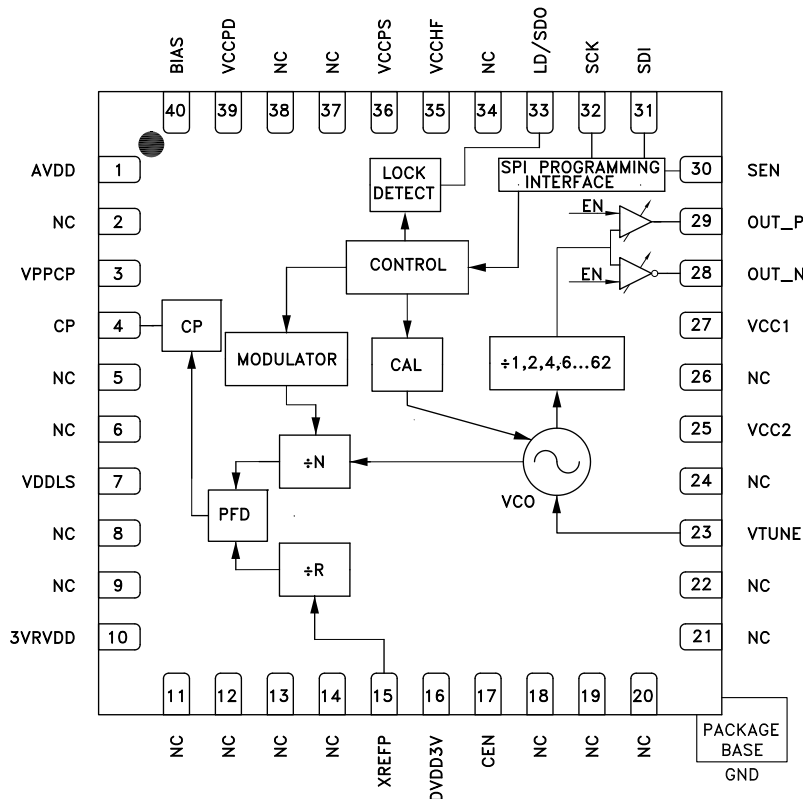 BIAS
VCCPD
NC
NC
VCCPS
VCCHF
NC
LD/SDO
SCK
SDI
40
39
38
37
36
35
34
33
32
31
AVDD
1
NC
2
VPPCP
3
CP
4
NC
5
NC
6
VDDLS
7
NC
8
NC
9
3VRVDD
10
LOCK
DETECT
SPI PROGRAMMING
INTERFACE
CONTROL
EN
EN
CP
MODULATOR
CAL
÷1,2,4,6...62
÷N
VCO
PFD
÷R
30
SEN
29
OUT_P
28
OUT_N
27
VCC1
26
NC
25
VCC2
24
NC
23
VTUNE
22
NC
21
NC
11
12
13
14
15
16
17
18
19
20
NC
NC
NC
NC
XREFP
DVDD3V
CEN
NC
NC
NC
PACKAGE
BASE
GND